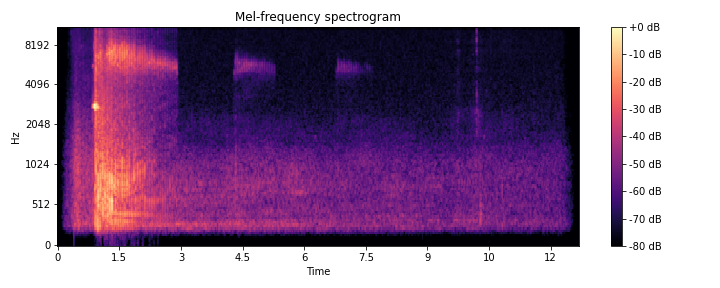 Mel-frequency spectrogram
Hz
8192
4096
2048
1024
512
0
0 1.5 3 4.5 6 7.5 9 10 12
Time
+0 dB
-10 dB
-20 dB
-30 dB
-40 dB
-50 dB
-60 dB
-70 dB
-80 dB